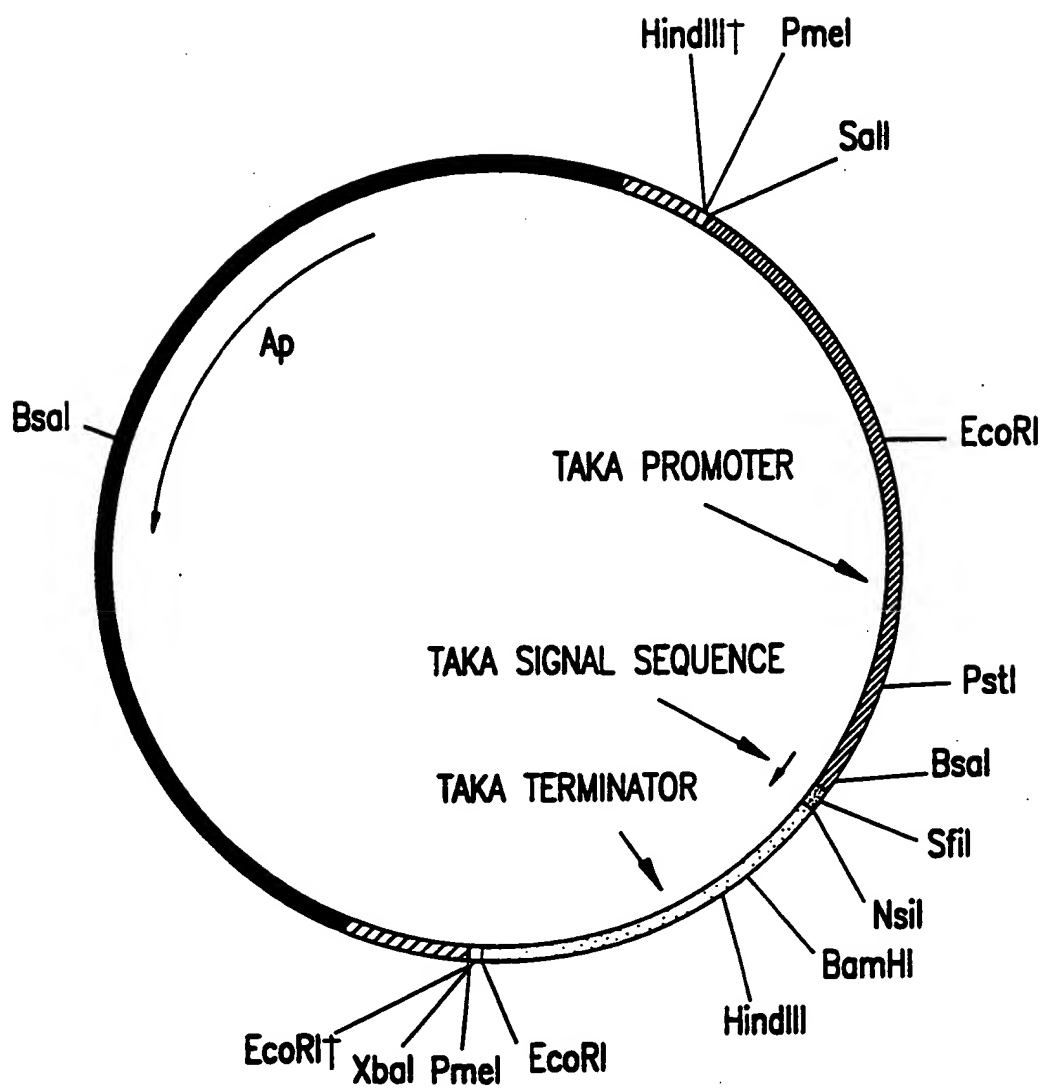 HindIII† PmeI
SalI
Ap
BsaI
EcoRI
TAKA PROMOTER
TAKA SIGNAL SEQUENCE
PstI
BsaI
TAKA TERMINATOR
SfiI
NsiI
BamHI
HindIII
EcoRI†
XbaI PmeI EcoRI